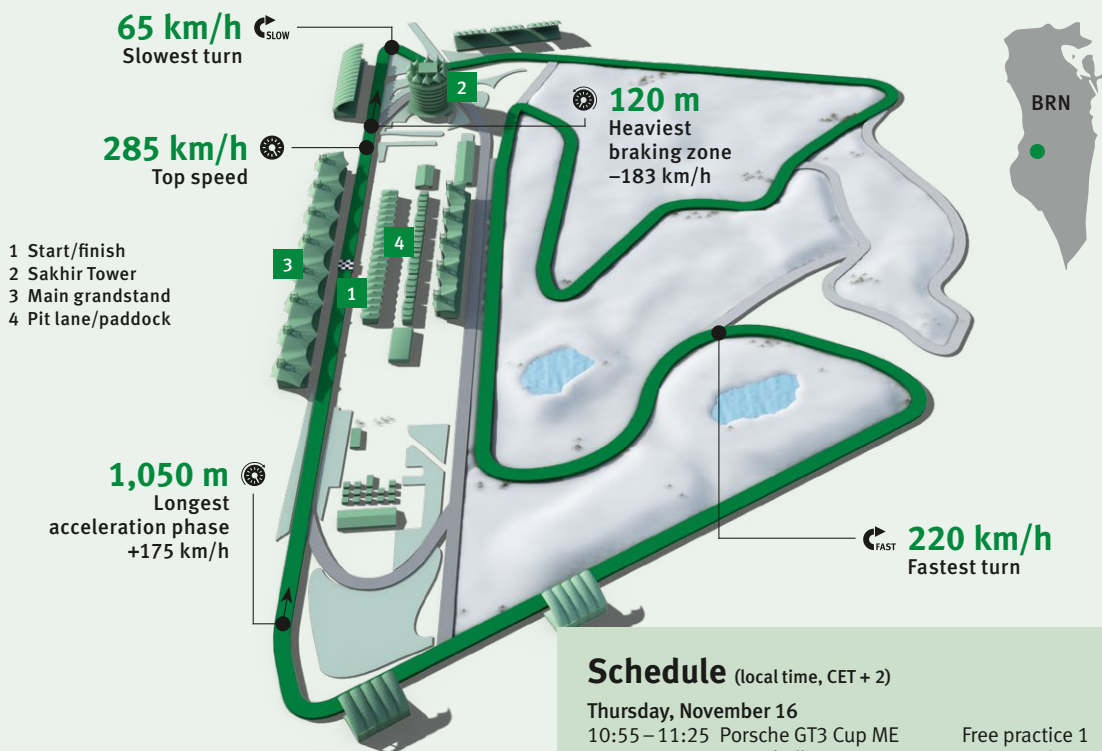 65 km/h
SLOW
Slowest turn
2
120 m
Heaviest
braking zone
–183 km/h
BRN
285 km/h
Top speed
1 Start/finish
2 Sakhir Tower
3 Main grandstand
4 Pit lane/paddock
3
4
1
1,050 m
Longest
acceleration phase
+175 km/h
FAST
220 km/h
Fastest turn
Schedule (local time, CET + 2)
Thursday, November 16
10:55 – 11:25 Porsche GT3 Cup ME Free practice 1